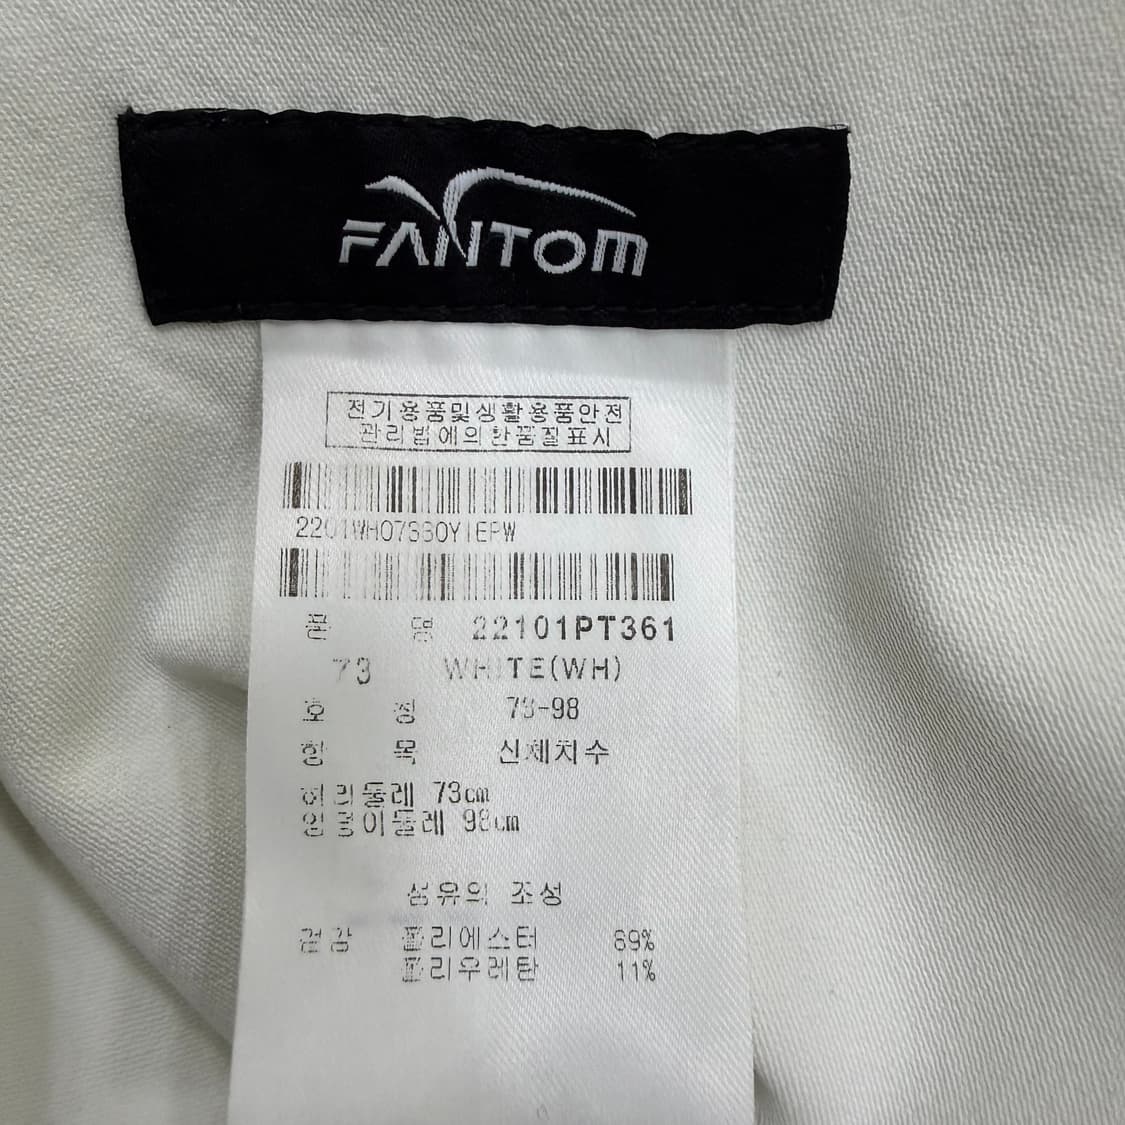 FANTOM
전기용품및생활용품안전
관리법에의한품질표시
품 명 22101PT361
73 WHITE(WH)
호 칭 73-98
항 목 신체치수
허리둘레 73cm
엉덩이둘레 98cm
섬유의 조성
겉감 폴리에스터 89%
폴리우레탄 11%